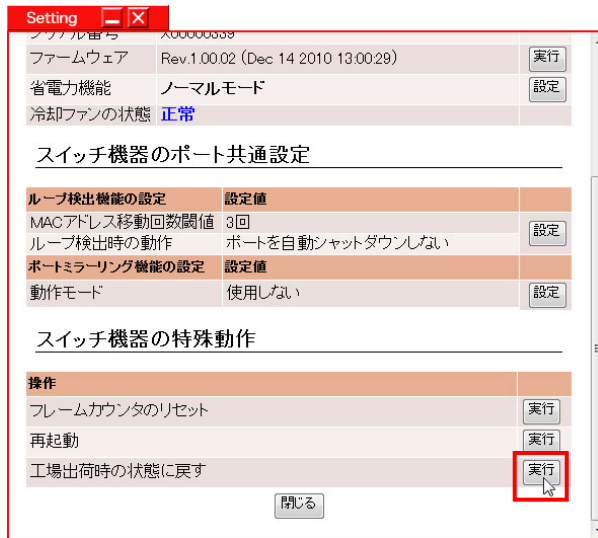 Setting
ファームウェア Rev.1.00.02 (Dec 14 2010 13:00:29) 実行
省電力機能 ノーマルモード 設定
冷却ファンの状態 正常
スイッチ機器のポート共通設定
ループ検出機能の設定 設定値
MACアドレス移動回数閾値 3回
設定
ループ検出時の動作 ポートを自動シャットダウンしない
ポートミラーリング機能の設定 設定値
動作モード 使用しない 設定
スイッチ機器の特殊動作
操作
フレームカウンタのリセット 実行
再起動 実行
工場出荷時の状態に戻す 実行
閉じる